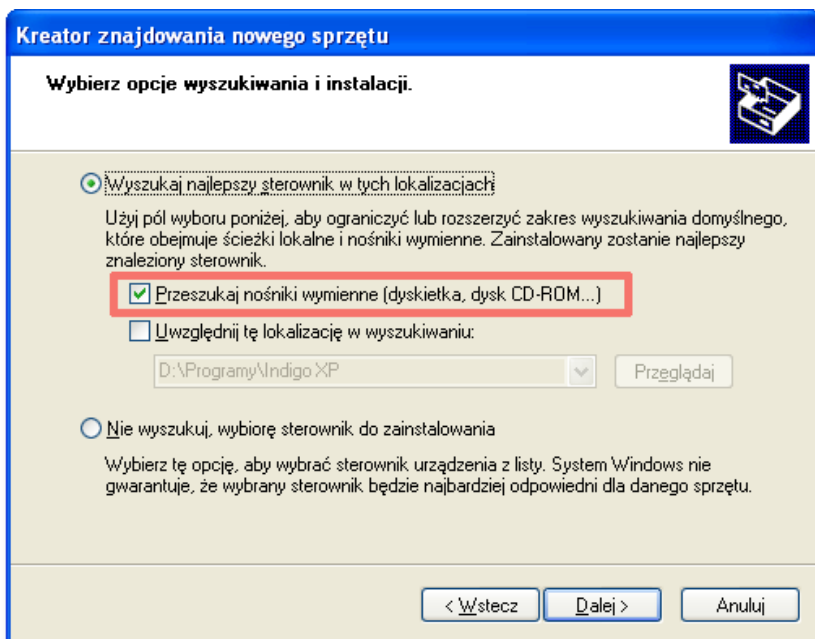 Kreator znajdowania nowego sprzętu
Wybierz opcje wyszukiwania i instalacji.
Wyszukaj najlepszy sterownik w tych lokalizacjach
Użyj pól wyboru poniżej, aby ograniczyć lub rozszerzyć zakres wyszukiwania domyślnego,
które obejmuje ścieżki lokalne i nośniki wymienne. Zainstalowany zostanie najlepszy
znaleziony sterownik.
Przeszukaj nośniki wymienne (dyskietka, dysk CD-ROM...)
Uwzględnij tę lokalizację w wyszukiwaniu:
D:\Programy\Indigo XP
Przeglądaj
Nie wyszukuj, wybiorę sterownik do zainstalowania
Wybierz tę opcję, aby wybrać sterownik urządzenia z listy. System Windows nie
gwarantuje, że wybrany sterownik będzie najbardziej odpowiedni dla danego sprzętu.
< Wstecz
Dalej >
Anuluj